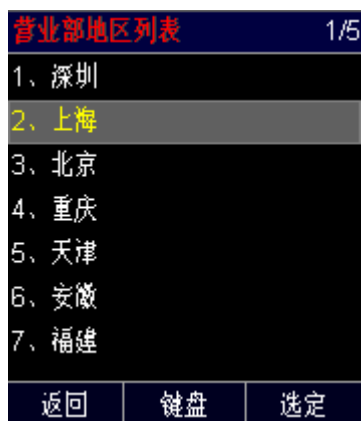 营业部地区列表 1/5
1、深圳
2、上海
3、北京
4、重庆
5、天津
6、安徽
7、福建
返回 键盘 选定